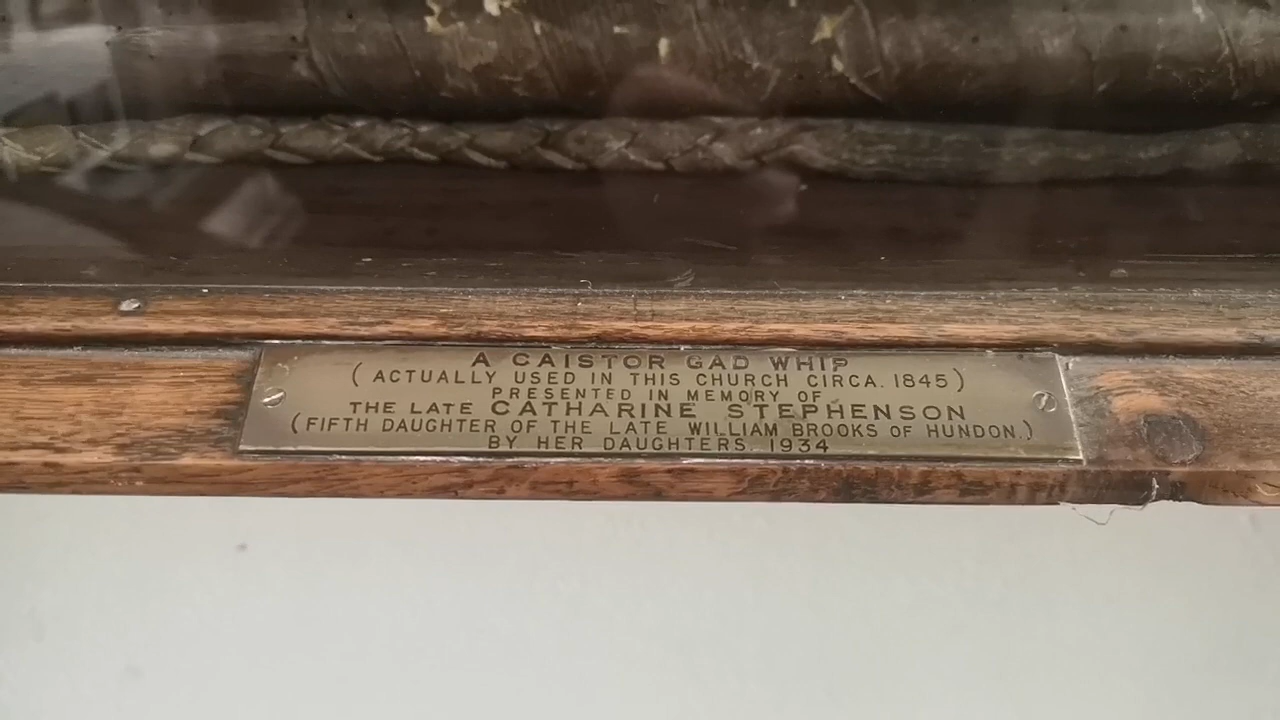 A CAISTOR GAD WHIP
( ACTUALLY USED IN THIS CHURCH CIRCA. 1845)
PRESENTED IN MEMORY OF
THE LATE CATHARINE STEPHENSON
(FIFTH DAUGHTER OF THE LATE WILLIAM BROOKS OF HUNDON.)
BY HER DAUGHTERS 1934